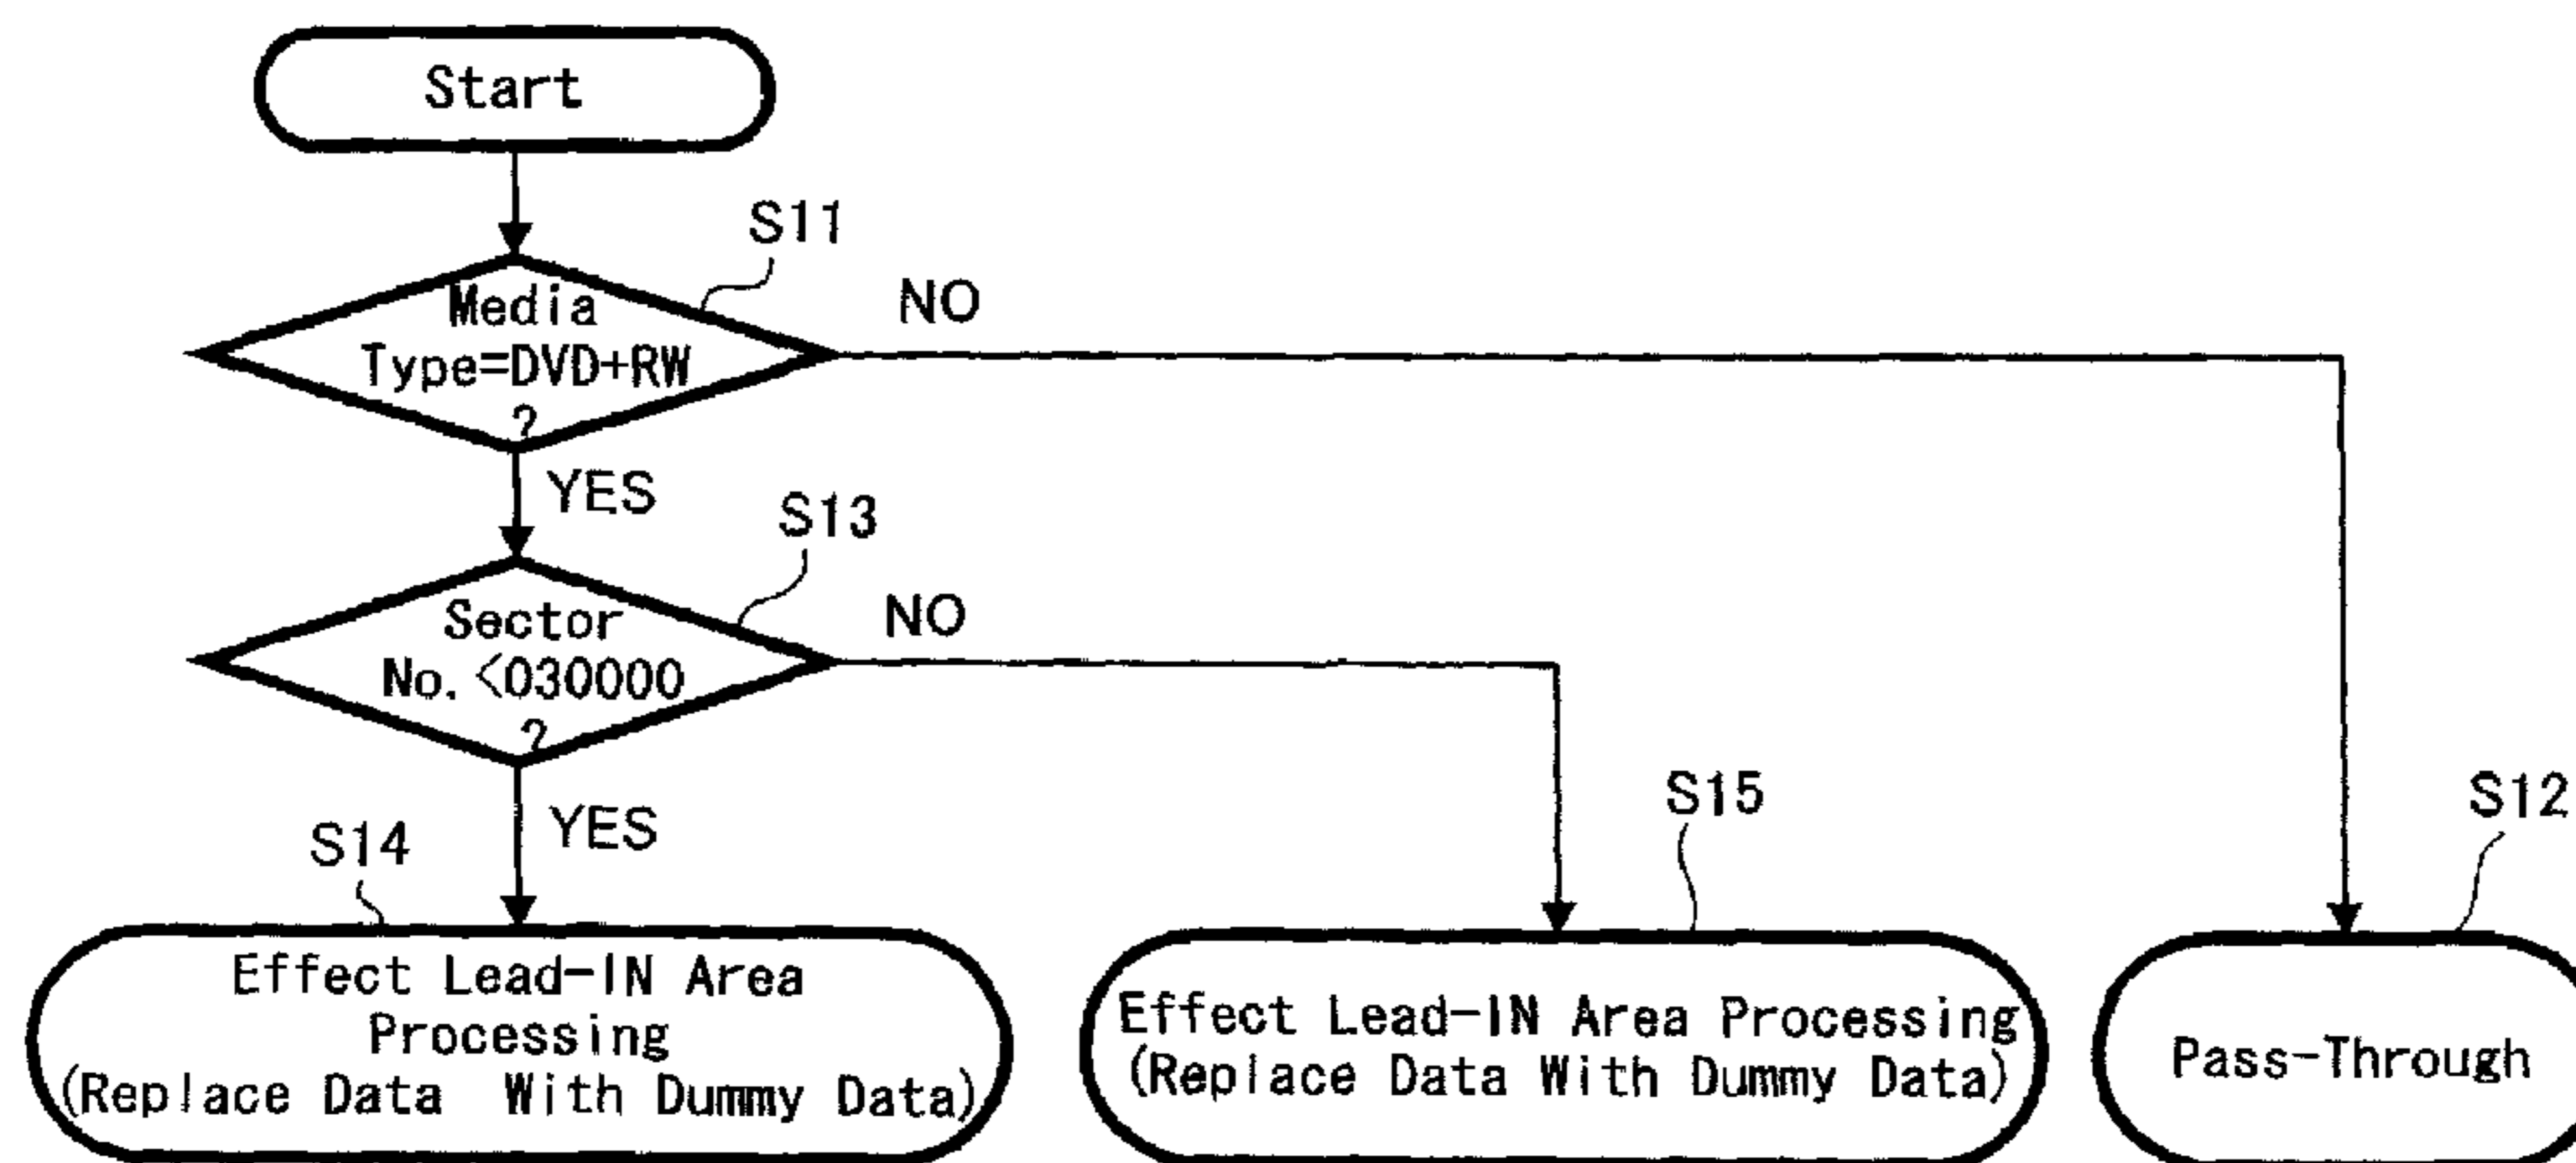 Start
S11
Media
Type=DVD+RW
?
NO
YES
S13
Sector
No.<030000
?
NO
YES
S14
Effect Lead-IN Area
Processing
(Replace Data With Dummy Data)
S15
Effect Lead-IN Area Processing
(Replace Data With Dummy Data)
S12
Pass-Through